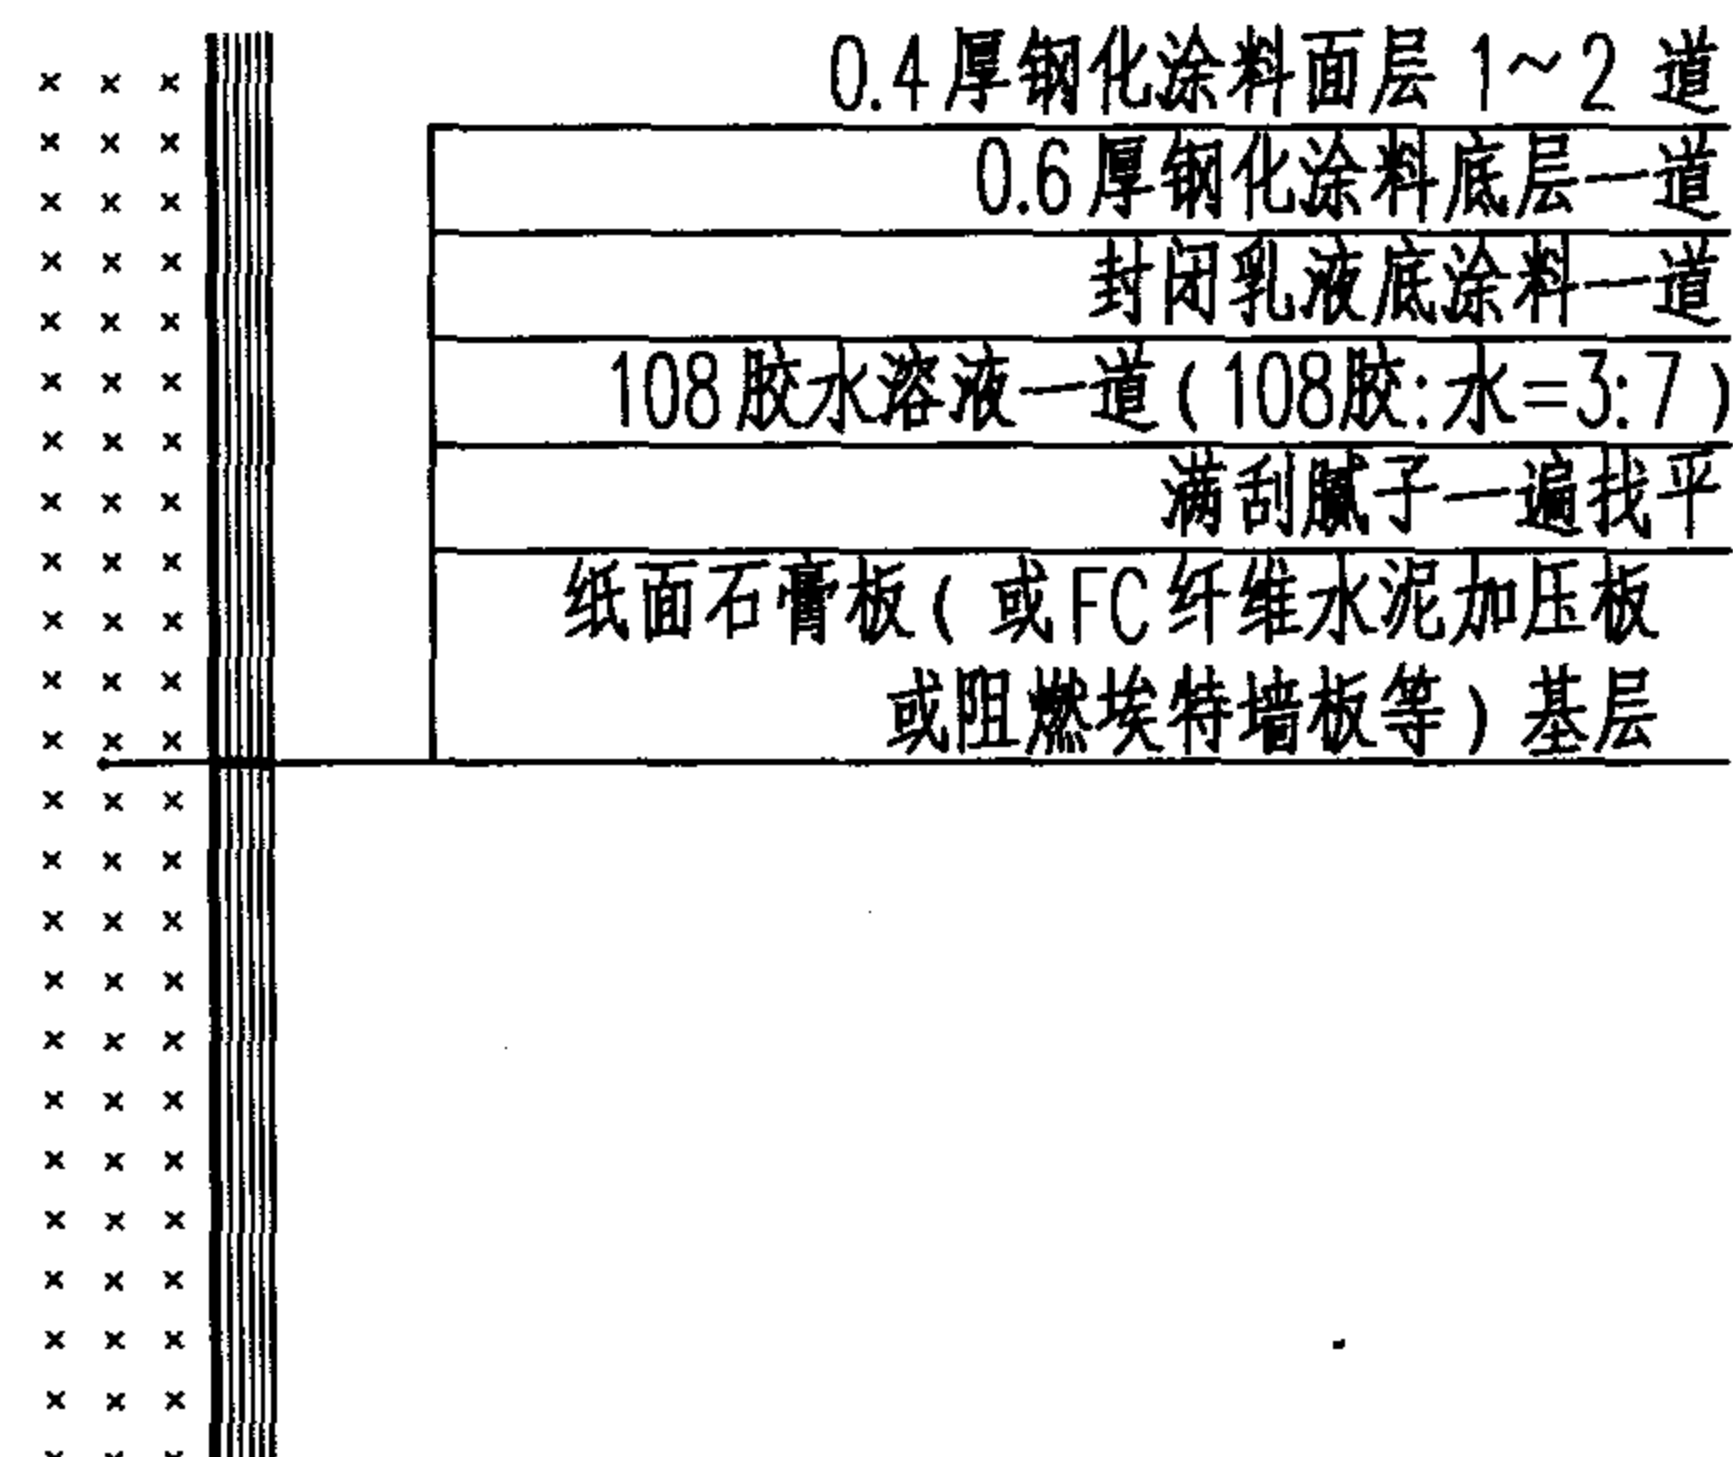 0.4厚钢化涂料面层 1~2 道
0.6厚钢化涂料底层一道
封闭乳液底涂料一道
108胶水溶液一道(108胶:水=3:7)
满刮腻子一遍找平
纸面石膏板(或FC纤维水泥加压板
或阻燃埃特墙板等)基层